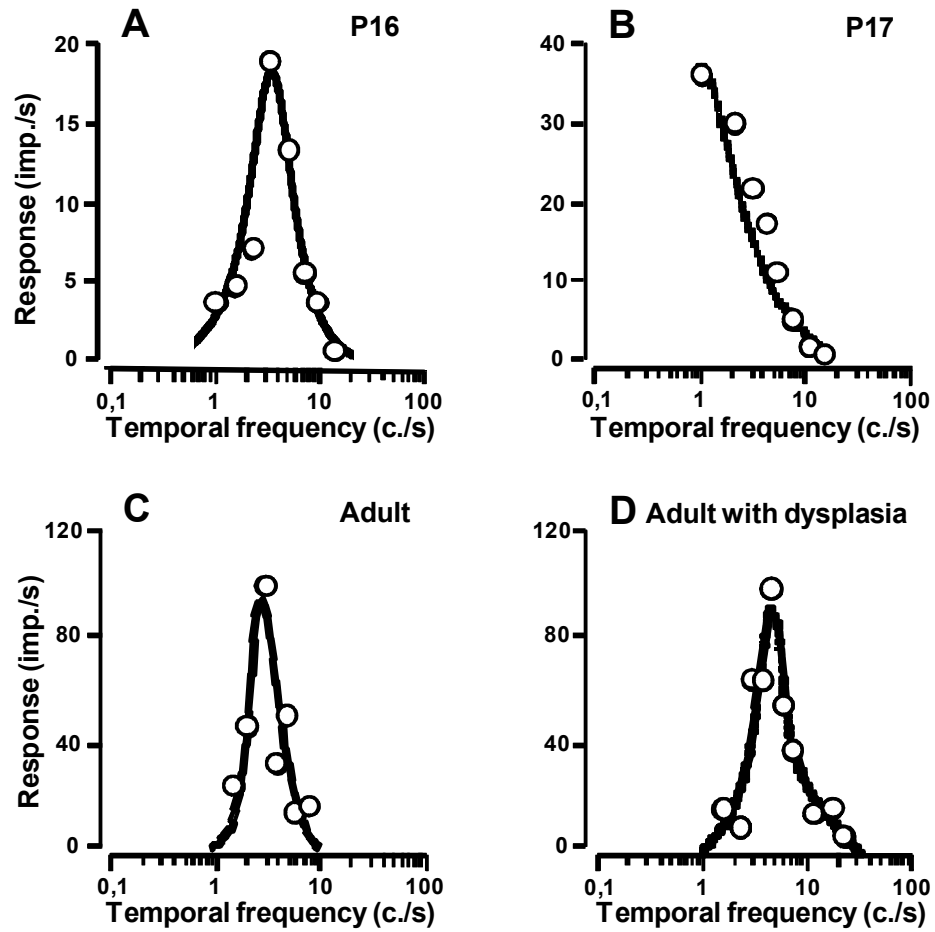 A P16
20
15
10
5
0
Response (imp./s)
0,1 1 10 100
Temporal frequency (c./s)
B P17
40
30
20
10
0
0,1 1 10 100
Temporal frequency (c./s)
C Adult
120
80
40
0
Response (imp./s)
0,1 1 10 100
Temporal frequency (c./s)
D Adult with dysplasia
120
80
40
0
0,1 1 10 100
Temporal frequency (c./s)